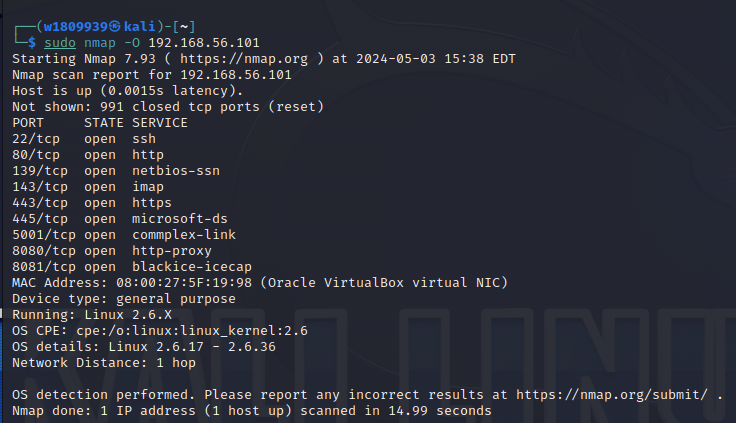 ┌──(w1809939㉿kali)-[~]
└─$ sudo nmap -O 192.168.56.101
Starting Nmap 7.93 ( https://nmap.org ) at 2024-05-03 15:38 EDT
Nmap scan report for 192.168.56.101
Host is up (0.0015s latency).
Not shown: 991 closed tcp ports (reset)
PORT     STATE SERVICE
22/tcp   open  ssh
80/tcp   open  http
139/tcp  open  netbios-ssn
143/tcp  open  imap
443/tcp  open  https
445/tcp  open  microsoft-ds
5001/tcp open  commplex-link
8080/tcp open  http-proxy
8081/tcp open  blackice-icecap
MAC Address: 08:00:27:5F:19:98 (Oracle VirtualBox virtual NIC)
Device type: general purpose
Running: Linux 2.6.X
OS CPE: cpe:/o:linux:linux_kernel:2.6
OS details: Linux 2.6.17 - 2.6.36
Network Distance: 1 hop

OS detection performed. Please report any incorrect results at https://nmap.org/submit/ .
Nmap done: 1 IP address (1 host up) scanned in 14.99 seconds